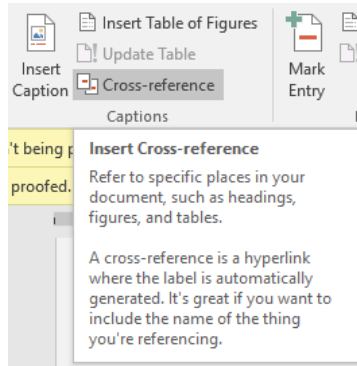 Insert Table of Figures
Update Table
Insert
Caption
Cross-reference
Mark
Entry
Captions
't being p
proofed.
Insert Cross-reference
Refer to specific places in your
document, such as headings,
figures, and tables.
A cross-reference is a hyperlink
where the label is automatically
generated. It's great if you want to
include the name of the thing
you're referencing.